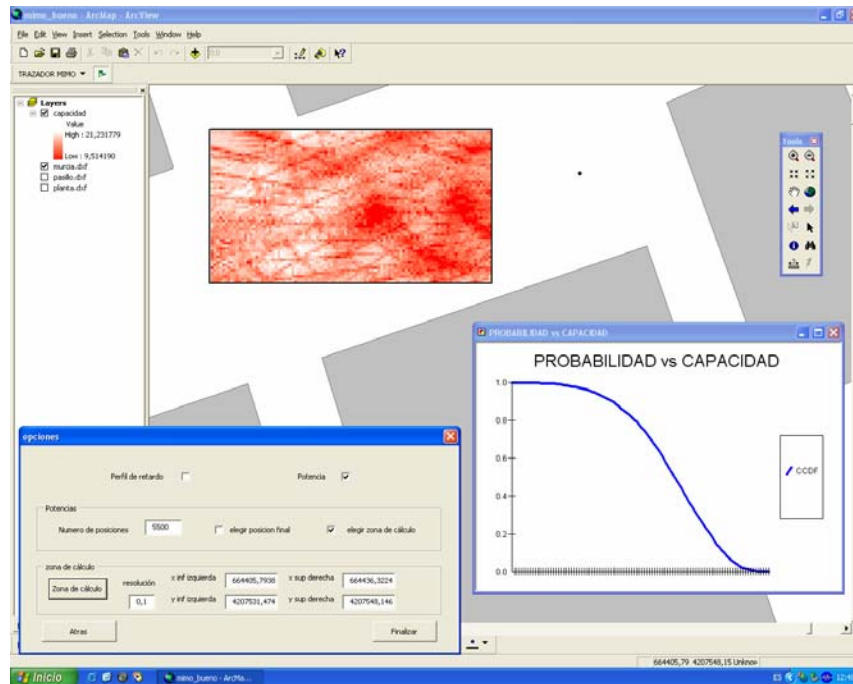 mimo_bueno - ArcMap - ArcView
File Edit View Insert Selection Tools Window Help
TRAZADOR MIMO
Layers
capacidad
Value
High : 21,231779
Low : 9,514190
murcia.dxf
pasillo.dxf
planta.dxf
Tools
PROBABILIDAD vs CAPACIDAD
PROBABILIDAD vs CAPACIDAD
1.0
0.8
0.6
0.4
0.2
0.0
CCDF
opciones
Perfil de retardo
Potencia
Potencias
Numero de posiciones
5500
elegir posicion final
elegir zona de cálculo
zona de cálculo
Zona de cálculo
resolución
0,1
x inf izquierda
664405,7938
x sup derecha
664436,3224
y inf izquierda
4207531,474
y sup derecha
4207548,146
Atras
Finalizar
664405,79 4207548,15 Unknow
Inicio
mimo_bueno - ArcMa...
ES